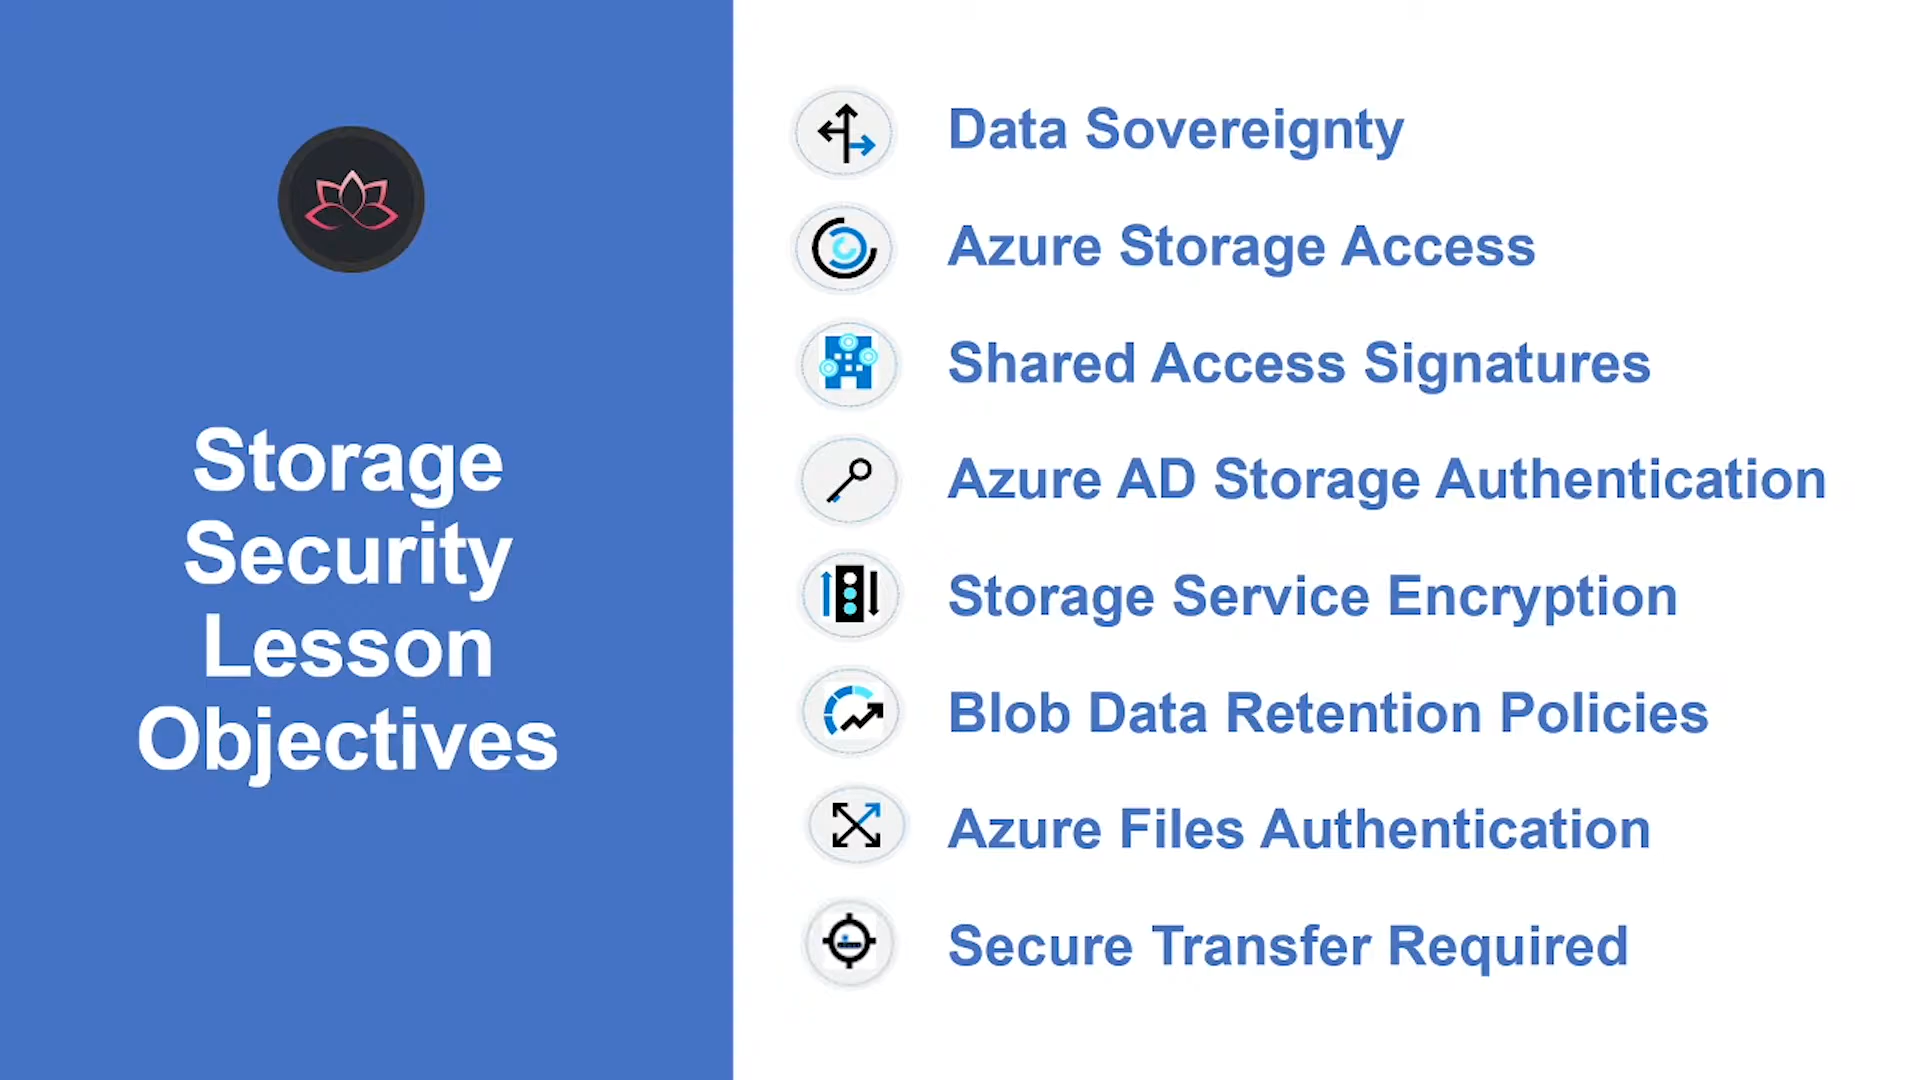 Storage
Security
Lesson
Objectives
Data Sovereignty
Azure Storage Access
Shared Access Signatures
Azure AD Storage Authentication
Storage Service Encryption
Blob Data Retention Policies
Azure Files Authentication
Secure Transfer Required